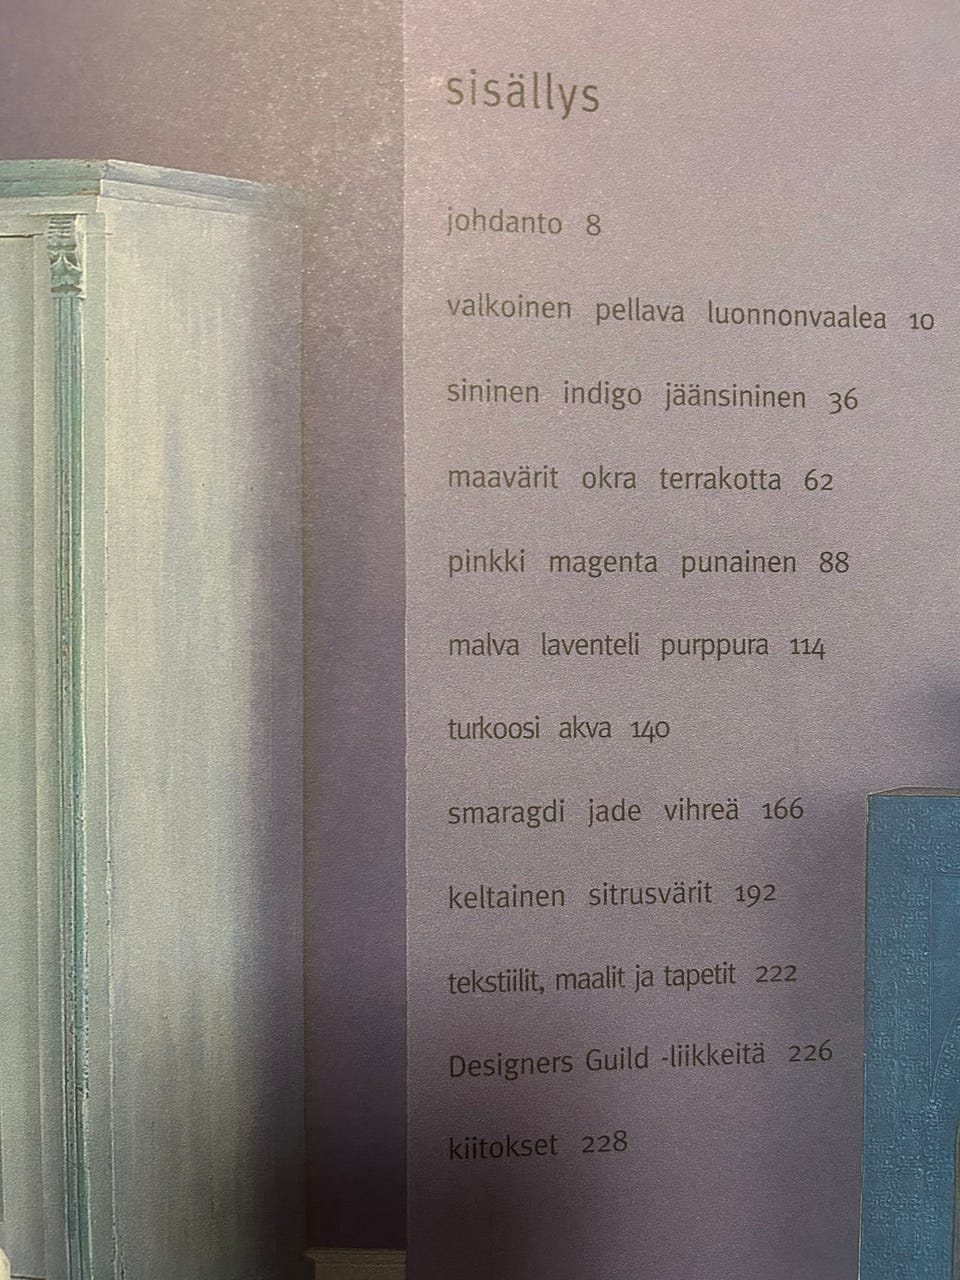 sisällys
johdanto 8
valkoinen pellava luonnonvaalea 10
sininen indigo jäänsininen 36
maavärit okra terrakotta 62
pinkki magenta punainen 88
malva laventeli purppura 114
turkoosi akva 140
smaragdi jade vihreä 166
keltainen sitrusvärit 192
tekstiilit, maalit ja tapetit 222
Designers Guild -liikkeitä 226
kiitokset 228